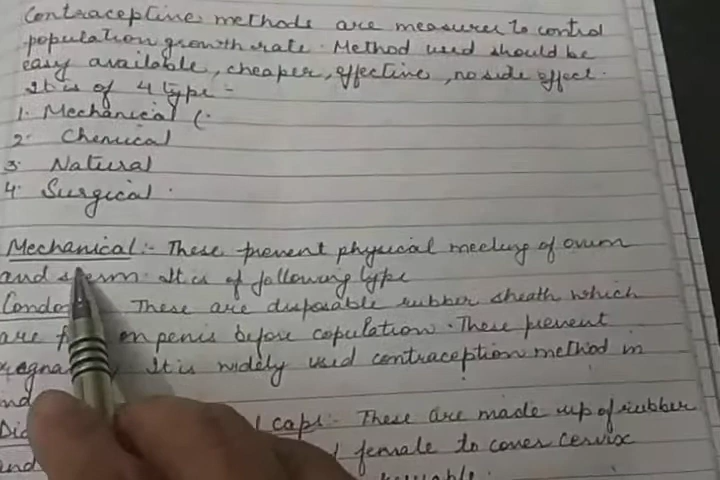 Contraceptive methods are measures to control
population growth rate. Method used should be
easy available, cheaper, effective, no side effect.
It is of 4 type -
1. Mechanical (.
2. Chemical
3. Natural
4. Surgical.
Mechanical :- These prevent physical meeting of ovum
and sperm. It is of following type
These are disposable rubber sheath which
are on penis before copulation. These prevent
It is widely used contraception method in
caps :- These are made up of rubber
and female to cover cervix